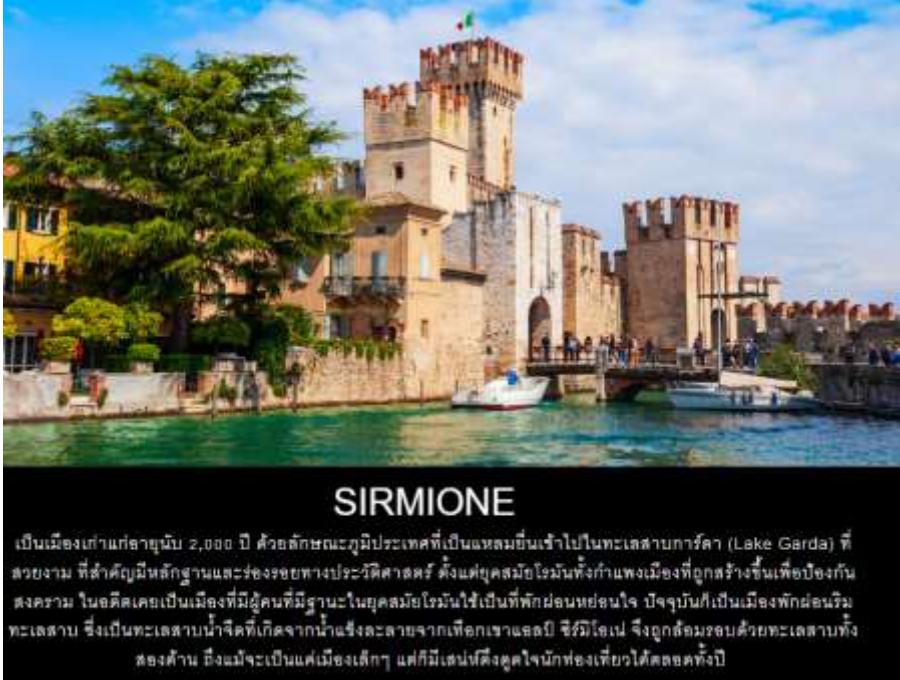 SIRMIONE
เป็นเมืองเก่าแก่อายุนับ 2,000 ปี ด้วยลักษณะภูมิประเทศที่เป็นแหลมยื่นเข้าไปในทะเลสาบการ์ดา (Lake Garda) ที่
สวยงาม ที่สำคัญมีหลักฐานและร่องรอยทางประวัติศาสตร์ ตั้งแต่ยุคสมัยโรมันทั้งกำแพงเมืองที่ถูกสร้างขึ้นเพื่อป้องกัน
สงคราม ในอดีตเคยเป็นเมืองที่มีผู้คนที่มีฐานะในยุคสมัยโรมันใช้เป็นที่พักผ่อนหย่อนใจ ปัจจุบันก็เป็นเมืองพักผ่อนริม
ทะเลสาบ ซึ่งเป็นทะเลสาบน้ำจืดที่เกิดจากน้ำแข็งละลายจากเทือกเขาแอลป์ ซีร์มิโอเน่ จึงถูกล้อมรอบด้วยทะเลสาบทั้ง
สองด้าน ถึงแม้จะเป็นแค่เมืองเล็กๆ แต่ก็มีเสน่ห์ดึงดูดใจนักท่องเที่ยวได้ตลอดทั้งปี